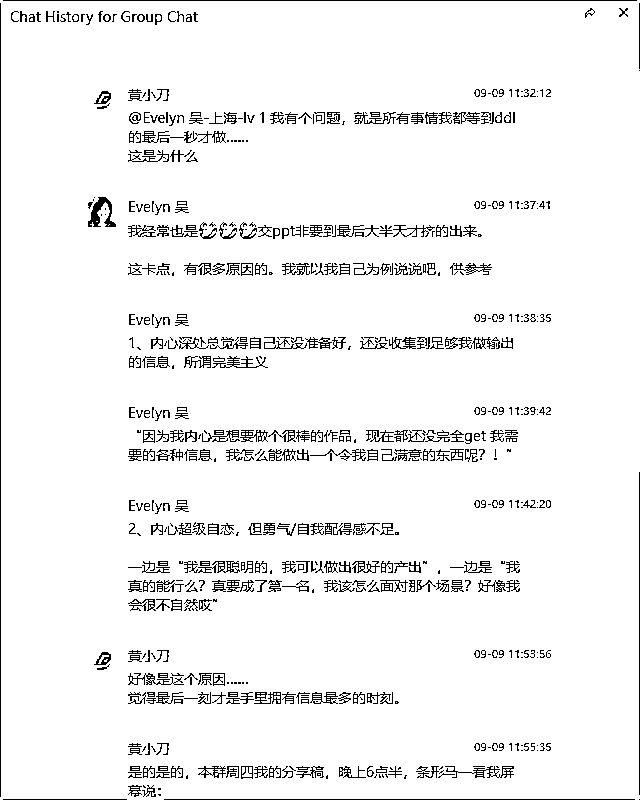 Chat History for Group Chat
黄小刀
09-09 11:32:12
@Evelyn 吴-上海-lv 1 我有个问题，就是所有事情我都等到ddl
的最后一秒才做……
这是为什么
Evelyn 吴
09-09 11:37:41
我经常也是😂😂😂交ppt非要到最后大半天才挤的出来。
这卡点，有很多原因的。我就以我自己为例说说吧，供参考
Evelyn 吴
09-09 11:38:35
1、内心深处总觉得自己还没准备好，还没收集到足够我做输出
的信息，所谓完美主义
Evelyn 吴
09-09 11:39:42
“因为我内心是想要做个很棒的作品，现在都还没完全get 我需
要的各种信息，我怎么能做出一个令我自己满意的东西呢？！”
Evelyn 吴
09-09 11:42:20
2、内心超级自恋，但勇气/自我配得感不足。
一边是“我是很聪明的，我可以做出很好的产出”，一边是“我
真的能行么？真要成了第一名，我该怎么面对那个场景？好像我
会很不自然哎”
黄小刀
09-09 11:53:56
好像是这个原因……
觉得最后一刻才是手里拥有信息最多的时刻。
黄小刀
09-09 11:55:35
是的是的，本群周四我的分享稿，晚上6点半，条形马一看我屏
幕说：